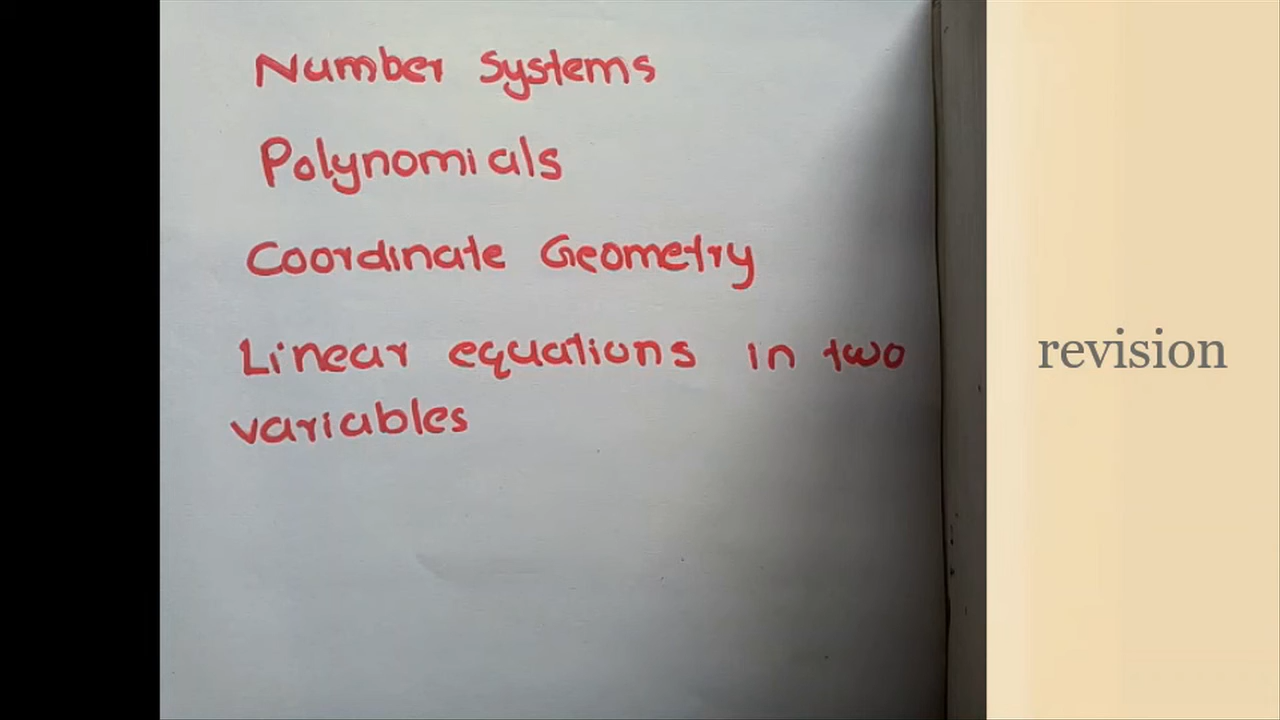 Number Systems
Polynomials
Coordinate Geometry
Linear equations in two
variables
revision